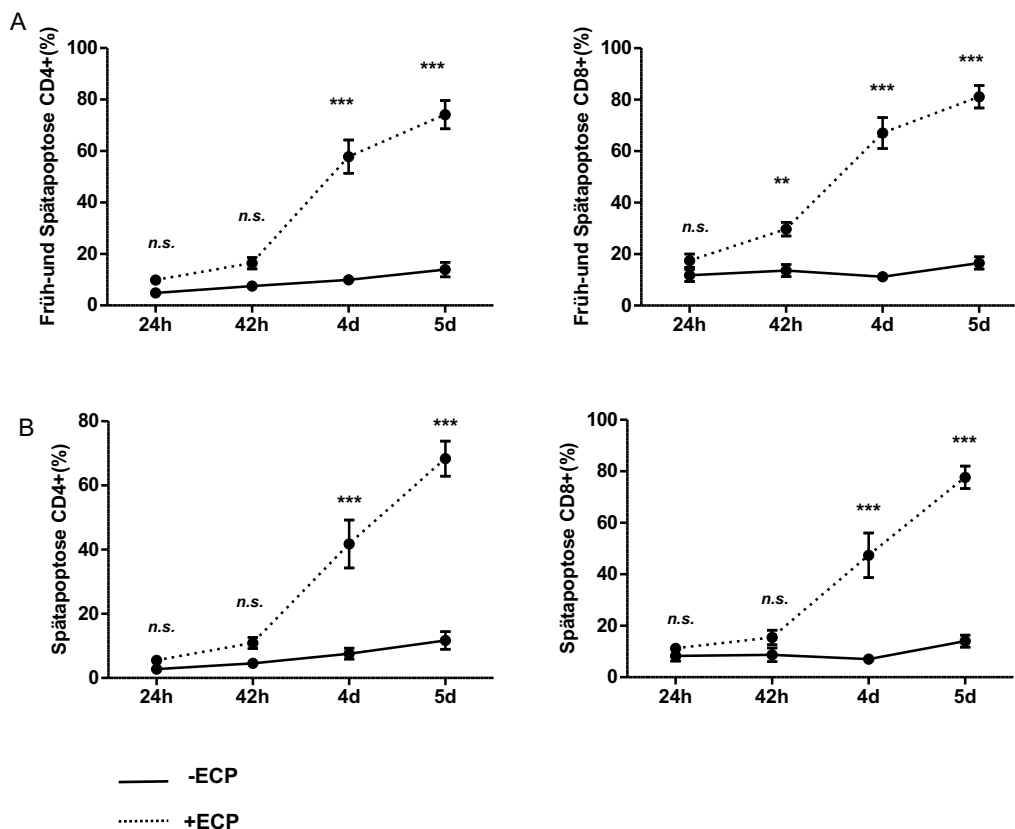 A
Früh-und Spätapoptose CD4+(%)
100
80
60
40
20
0
n.s.
n.s.
***
***
24h
42h
4d
5d
Früh-und Spätapoptose CD8+(%)
100
80
60
40
20
0
n.s.
**
***
***
24h
42h
4d
5d
B
Spätapoptose CD4+(%)
80
60
40
20
0
n.s.
n.s.
***
***
24h
42h
4d
5d
Spätapoptose CD8+(%)
100
80
60
40
20
0
n.s.
n.s.
***
***
24h
42h
4d
5d
-ECP
+ECP